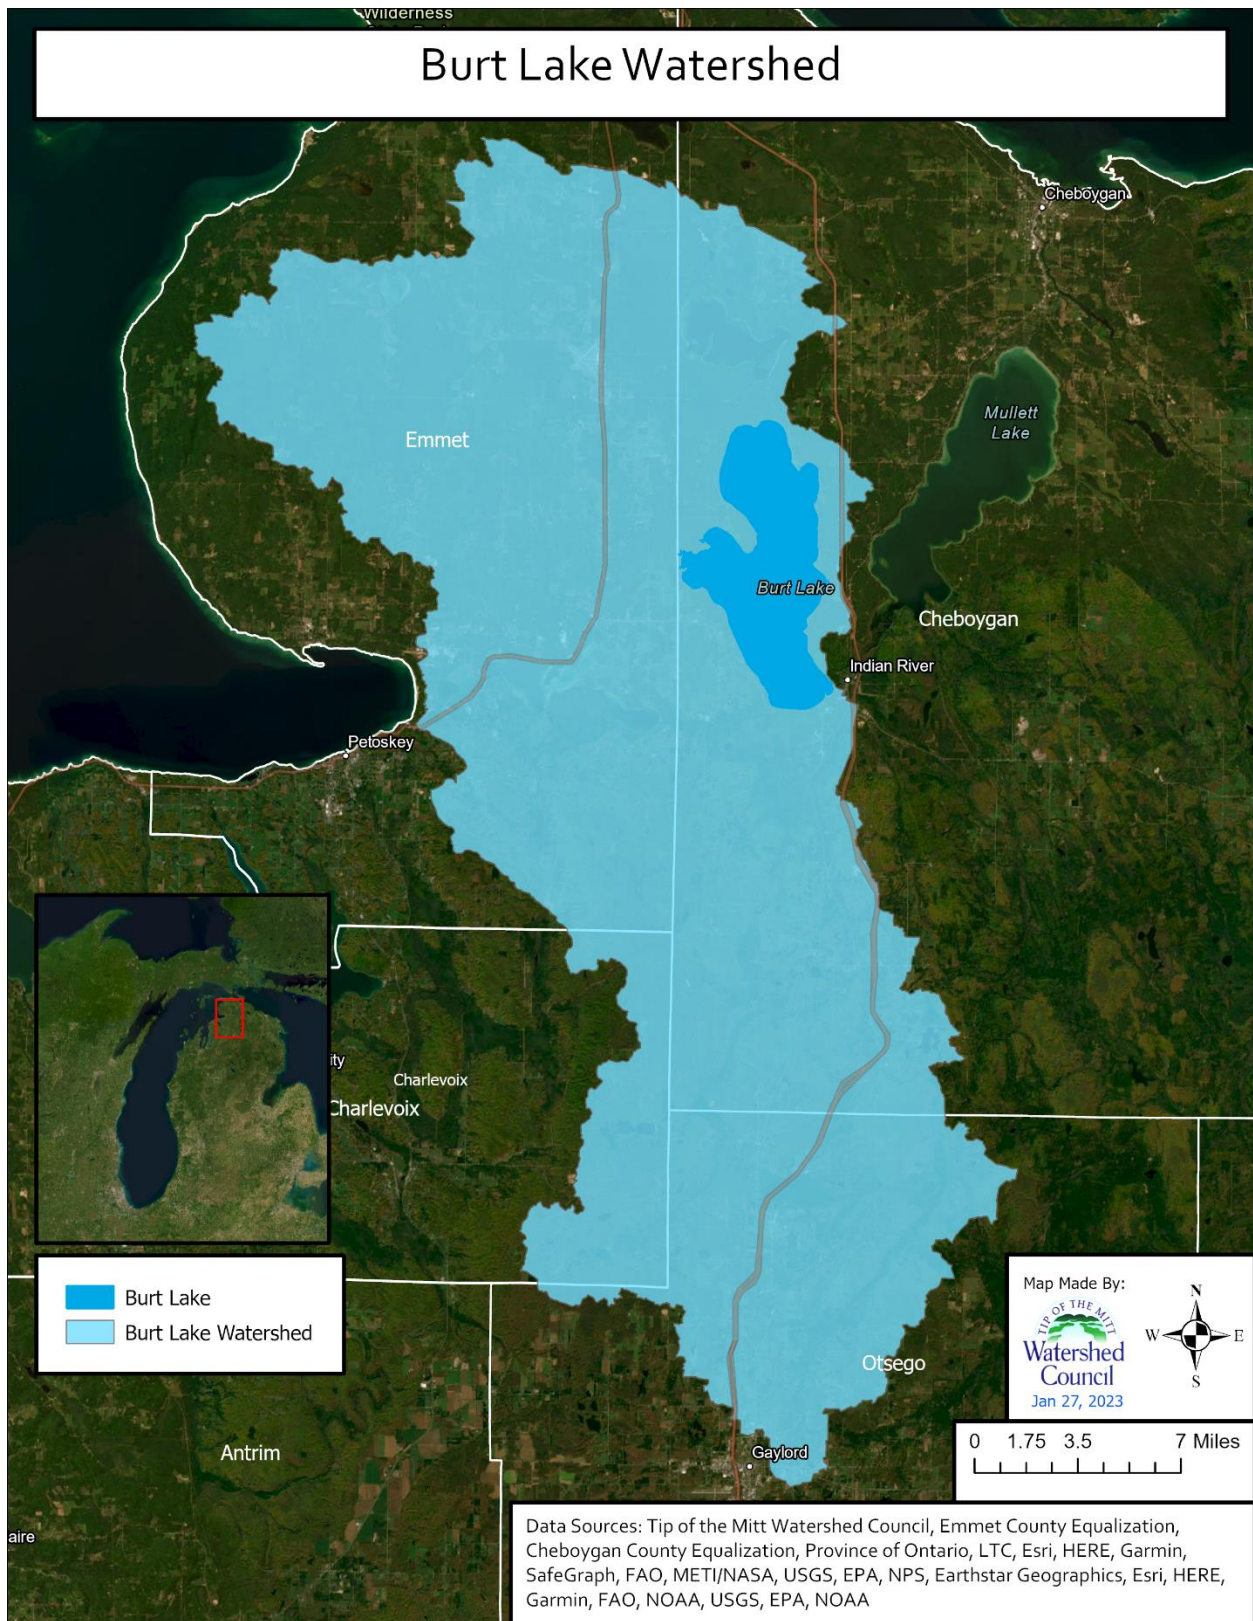 Wilderness
Burt Lake Watershed
Cheboygan
Mullett
Lake
Emmet
Burt Lake
Cheboygan
Indian River
Petoskey
ity
Charlevoix
Charlevoix
Burt Lake
Burt Lake Watershed
Map Made By:
TIP OF THE MITT
Watershed
Council
Jan 27, 2023
N
W E
S
Otsego
0 1.75 3.5 7 Miles
Antrim
Gaylord
aire
Data Sources: Tip of the Mitt Watershed Council, Emmet County Equalization,
Cheboygan County Equalization, Province of Ontario, LTC, Esri, HERE, Garmin,
SafeGraph, FAO, METI/NASA, USGS, EPA, NPS, Earthstar Geographics, Esri, HERE,
Garmin, FAO, NOAA, USGS, EPA, NOAA